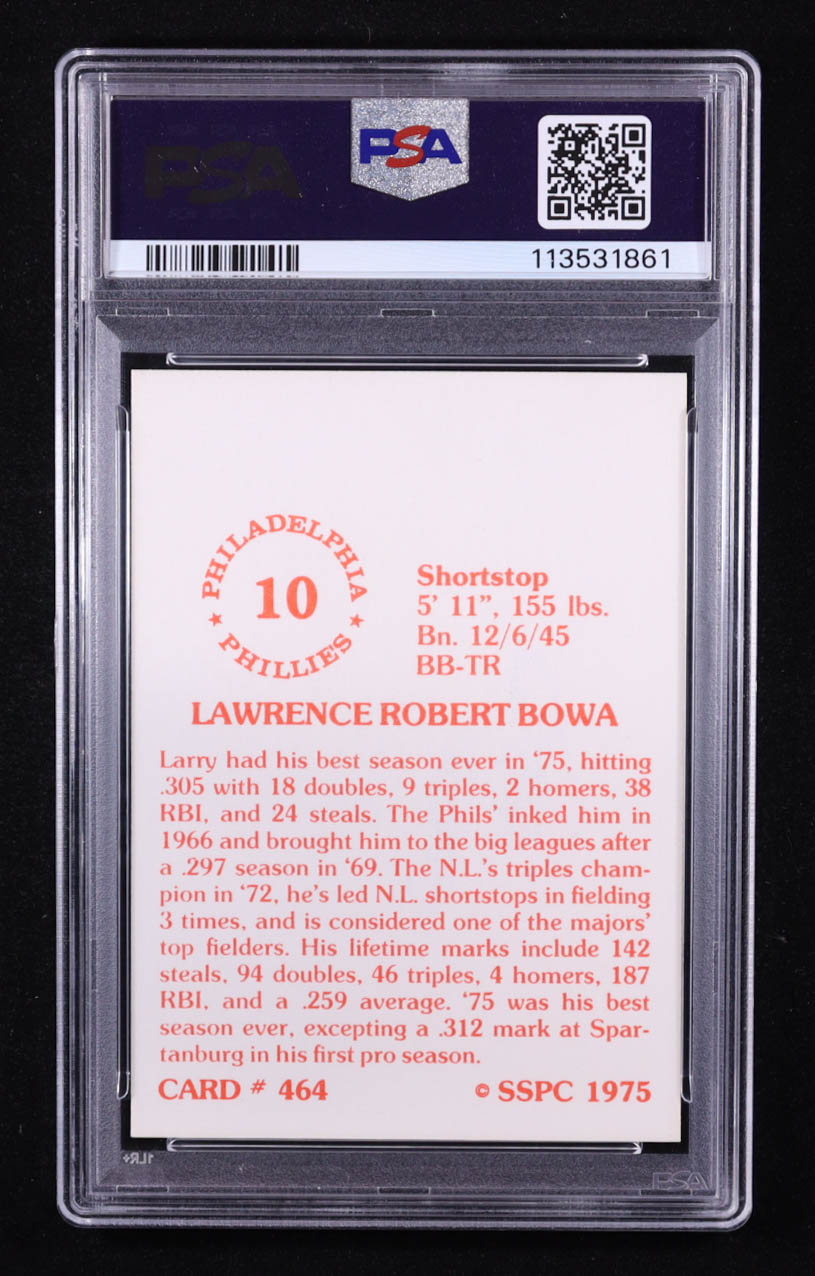 PSA
PSA
113531861
PHILADELPHIA
10
PHILLIES
Shortstop
5' 11”, 155 lbs.
Bn. 12/6/45
BB-TR
LAWRENCE ROBERT BOWA
Larry had his best season ever in ‘75, hitting
.305 with 18 doubles, 9 triples, 2 homers, 38
RBI, and 24 steals. The Phils’ inked him in
1966 and brought him to the big leagues after
a .297 season in ‘69. The N.L.’s triples cham-
pion in ‘72, he’s led N.L. shortstops in fielding
3 times, and is considered one of the majors’
top fielders. His lifetime marks include 142
steals, 94 doubles, 46 triples, 4 homers, 187
RBI, and a .259 average. ‘75 was his best
season ever, excepting a .312 mark at Spar-
tanburg in his first pro season.
CARD # 464 © SSPC 1975
1LR+
PSA